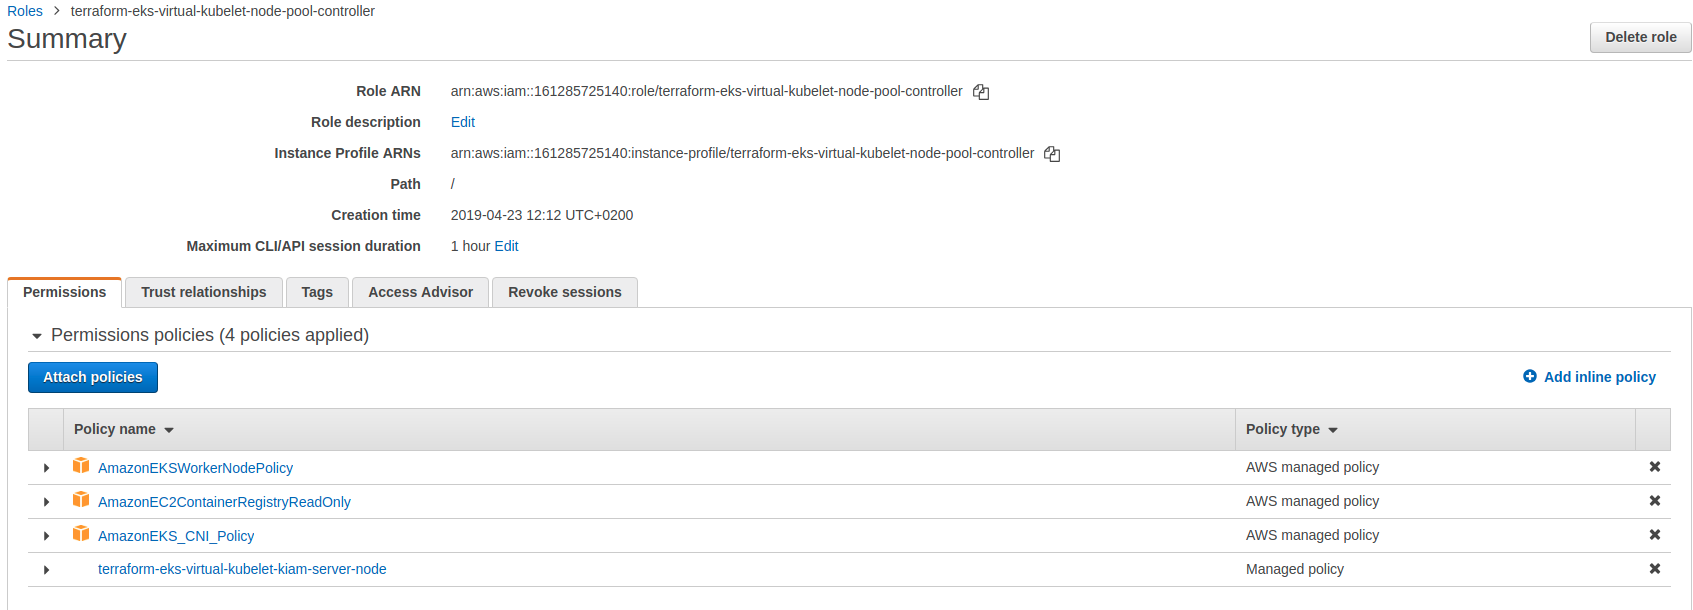 Roles > terraform-eks-virtual-kubelet-node-pool-controller
Summary
Delete role
Role ARN arn:aws:iam::161285725140:role/terraform-eks-virtual-kubelet-node-pool-controller
Role description Edit
Instance Profile ARNs arn:aws:iam::161285725140:instance-profile/terraform-eks-virtual-kubelet-node-pool-controller
Path /
Creation time 2019-04-23 12:12 UTC+0200
Maximum CLI/API session duration 1 hour Edit
Permissions Trust relationships Tags Access Advisor Revoke sessions
Permissions policies (4 policies applied)
Attach policies Add inline policy
Policy name Policy type
AmazonEKSWorkerNodePolicy AWS managed policy
AmazonEC2ContainerRegistryReadOnly AWS managed policy
AmazonEKS_CNI_Policy AWS managed policy
terraform-eks-virtual-kubelet-kiam-server-node Managed policy